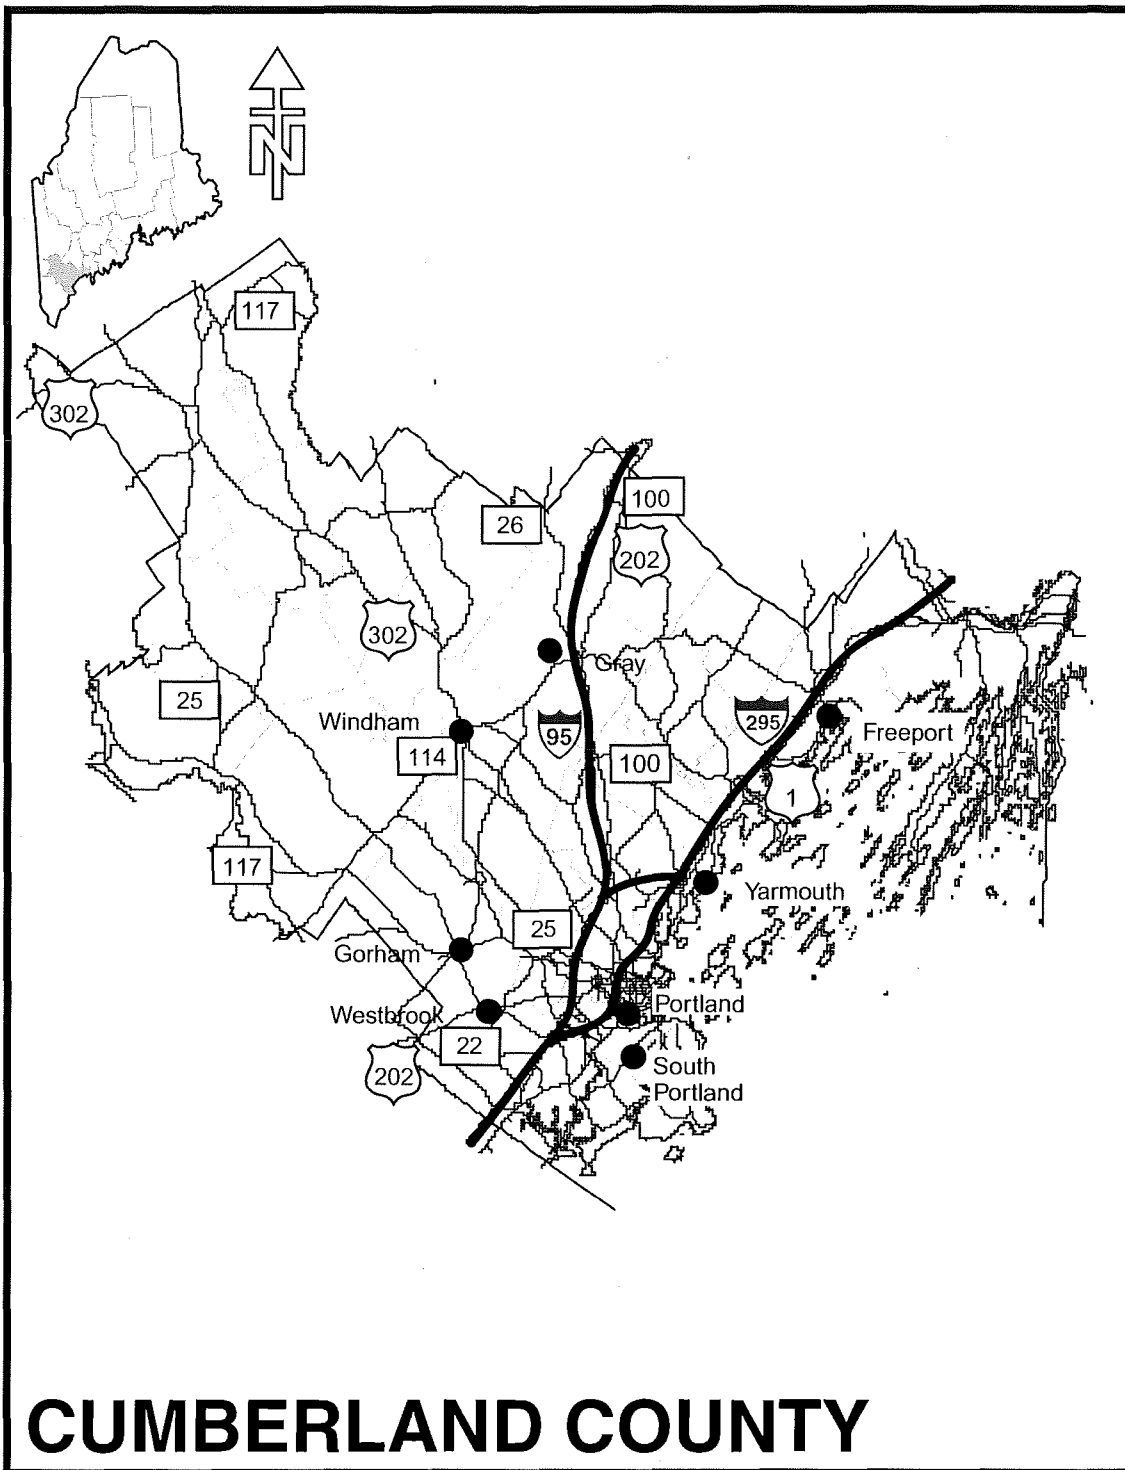 N
117
302
100
26
202
302
Gray
25
Windham
295
95
Freeport
114
100
1
117
Yarmouth
25
Gorham
Portland
Westbrook
22
South
Portland
202
CUMBERLAND COUNTY